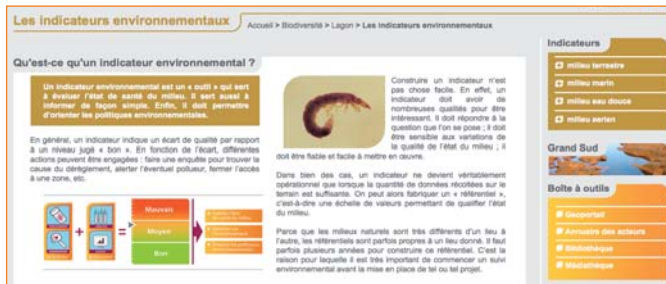 Les indicateurs environnementaux
Accueil > Biodiversité > Lagon > Les indicateurs environnementaux
Qu'est-ce qu'un indicateur environnemental ?
Un indicateur environnemental est un « outil » qui sert
à évaluer l'état de santé du milieu. Il sert aussi à
informer de façon simple. Enfin, il doit permettre
d'orienter les politiques environnementales.
En général, un indicateur indique un écart de qualité par rapport
à un niveau jugé « bon ». En fonction de l'écart, différentes
actions peuvent être engagées : faire une enquête pour trouver la
cause du dérèglement, alerter l'éventuel pollueur, fermer l'accès
à une zone, etc.
Mauvais
Moyen
Bon
Construire un indicateur n'est
pas chose facile. En effet, un
indicateur doit avoir de
nombreuses qualités pour être
intéressant. Il doit répondre à la
question que l'on se pose ; il doit
être sensible aux variations de
la qualité de l'état du milieu ; il
doit être fiable et facile à mettre en œuvre.
Dans bien des cas, un indicateur ne devient véritablement
opérationnel que lorsque la quantité de données récoltées sur le
terrain est suffisante. On peut alors fabriquer un « référentiel »,
c'est-à-dire une échelle de valeurs permettant de qualifier l'état
du milieu.
Parce que les milieux naturels sont très différents d'un lieu à
l'autre, les référentiels sont parfois propres à un lieu donné. Il faut
parfois plusieurs années pour construire ce référentiel. C'est la
raison pour laquelle il est très important de commencer un suivi
environnemental avant la mise en place de tel ou tel projet.
Indicateurs
milieu terrestre
milieu marin
milieu eau douce
milieu aerien
Grand Sud
Boîte à outils
Geoportail
Annuaire des acteurs
Bibliothèque
Médiathèque